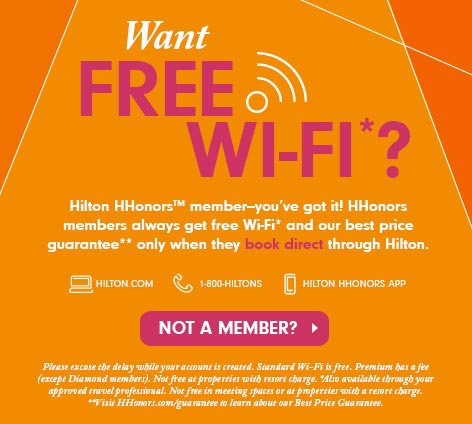 Want
FREE
WI-FI*?
Hilton HHonors™ member–you've got it! HHonors
members always get free Wi-Fi* and our best price
guarantee** only when they book direct through Hilton.
HILTON.COM 1-800-HILTONS HILTON HHONORS APP
NOT A MEMBER?
Please excuse the delay while your account is created. Standard Wi-Fi is free. Premium has a fee
(except Diamond members). Not free at properties with resort charge. *Also available through your
approved travel professional. Not free in meeting spaces or at properties with a resort charge.
**Visit HHonors.com/guarantee to learn about our Best Price Guarantee.